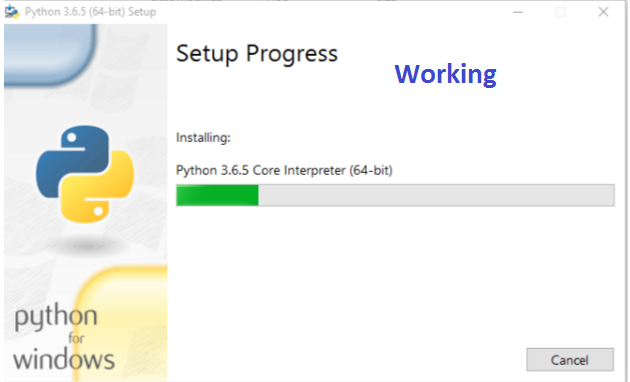 Python 3.6.5 (64-bit) Setup
Setup Progress
Working
Installing:
Python 3.6.5 Core Interpreter (64-bit)
python
for
windows
Cancel